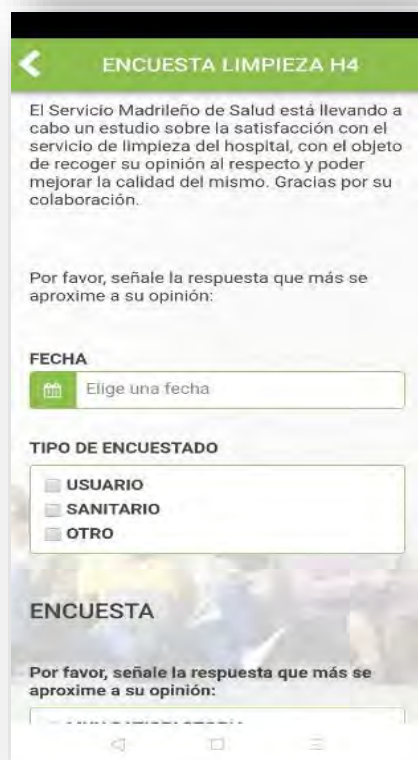 ENCUESTA LIMPIEZA H4
El Servicio Madrileño de Salud está llevando a
cabo un estudio sobre la satisfacción con el
servicio de limpieza del hospital, con el objeto
de recoger su opinión al respecto y poder
mejorar la calidad del mismo. Gracias por su
colaboración.
Por favor, señale la respuesta que más se
aproxime a su opinión:
FECHA
Elige una fecha
TIPO DE ENCUESTADO
USUARIO
SANITARIO
OTRO
ENCUESTA
Por favor, señale la respuesta que más se
aproxime a su opinión: